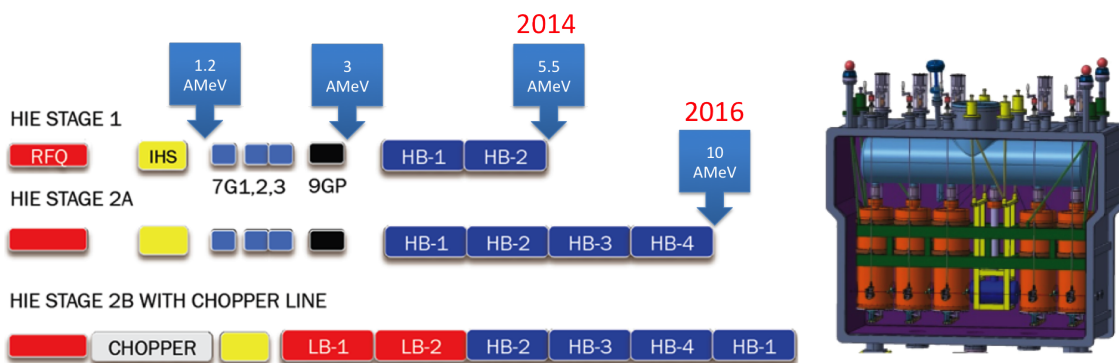 2014
1.2
AMeV
3
AMeV
5.5
AMeV
HIE STAGE 1
2016
RFQ
IHS
HB-1
HB-2
10
AMeV
7G1,2,3
9GP
HIE STAGE 2A
HB-1
HB-2
HB-3
HB-4
HIE STAGE 2B WITH CHOPPER LINE
CHOPPER
LB-1
LB-2
HB-2
HB-3
HB-4
HB-1